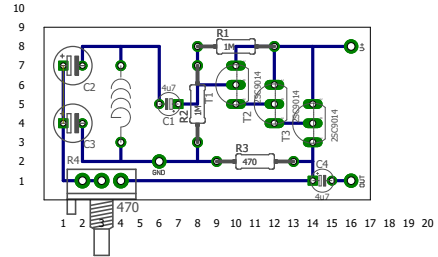 10
9
8
7
6
5
4
3
2
1
R1
1M
+
C2
4u7
C1
R2
1M
T1
2SC9014
T2
2SC9014
T3
2SC9014
+
C3
R4
GND
R3
470
C4
4u7
OUT
470
1 2 3 4 5 6 7 8 9 10 11 12 13 14 15 16 17 18 19 20